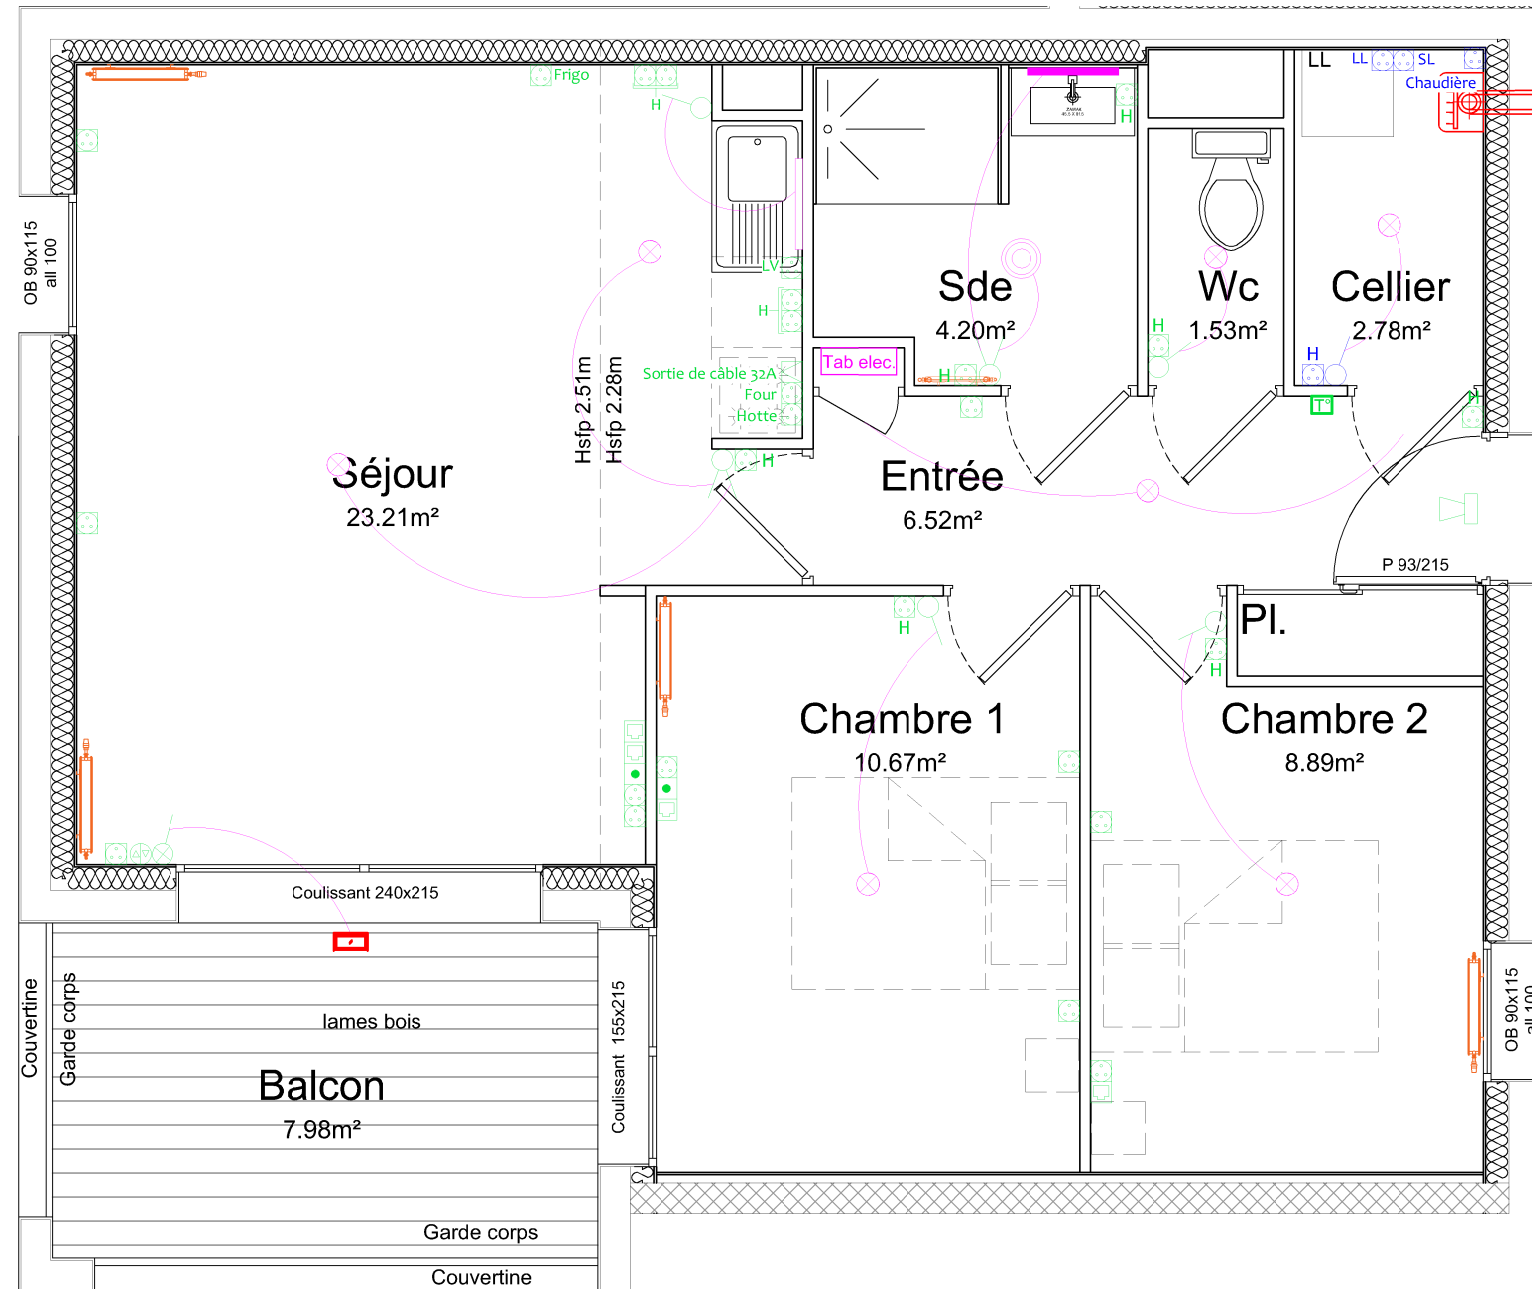 Frigo
H
LL
LL
SL
Chaudière
H
OB 90x115
all 100
LV
H
Sde
4.20m²
Wc
1.53m²
Cellier
2.78m²
H
H
Tab elec.
H
Sortie de câble 32A
Four
Hotte
Hsfp 2.51m
Hsfp 2.28m
T°
H
H
Séjour
23.21m²
Entrée
6.52m²
P 93/215
H
Pl.
H
Chambre 1
10.67m²
Chambre 2
8.89m²
Coulissant 240x215
Couvertine
Garde corps
lames bois
Coulissant 155x215
OB 90x115
all 100
Balcon
7.98m²
Garde corps
Couvertine